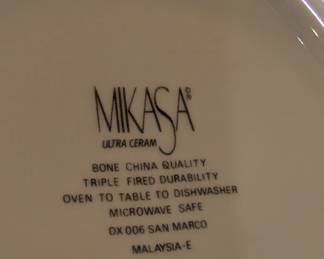 MIKASA®
ULTRA CERAM
BONE CHINA QUALITY
TRIPLE FIRED DURABILITY
OVEN TO TABLE TO DISHWASHER
MICROWAVE SAFE
DX 006 SAN MARCO
MALAYSIA-E